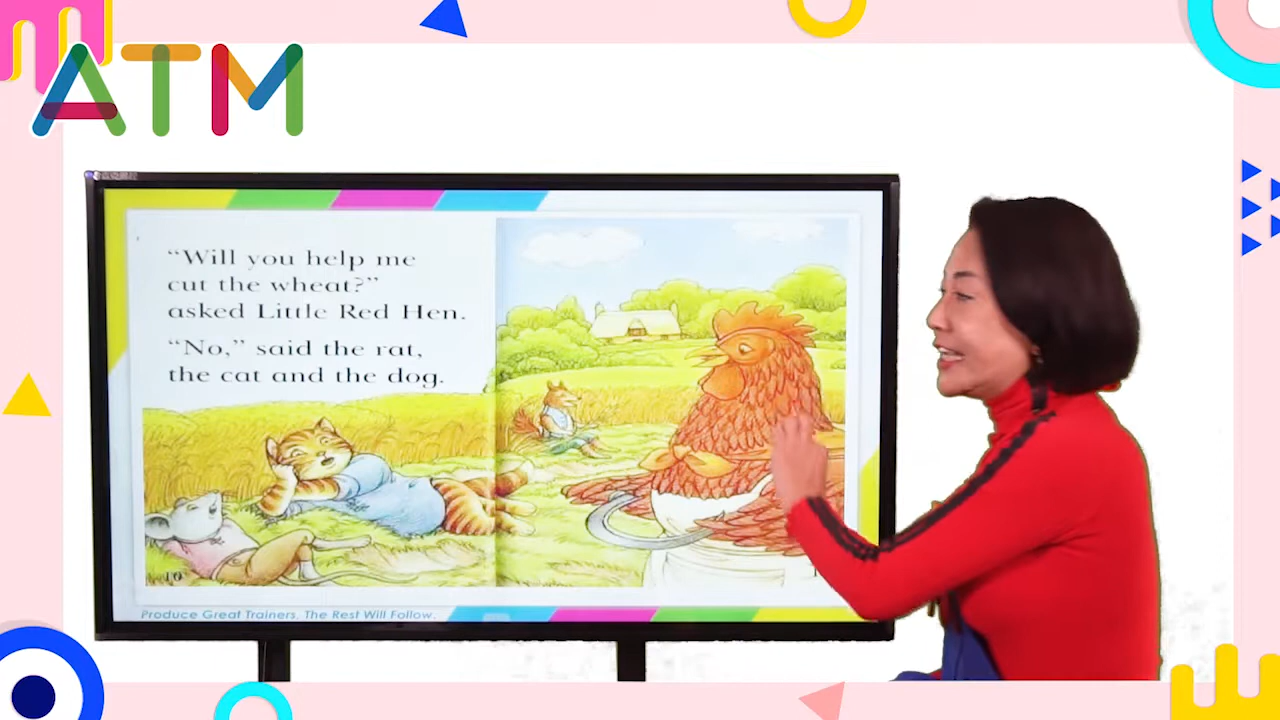 ATM
“Will you help me
cut the wheat?”
asked Little Red Hen.
“No,” said the rat,
the cat and the dog.
10
Produce Great Trainers. The Rest Will Follow.